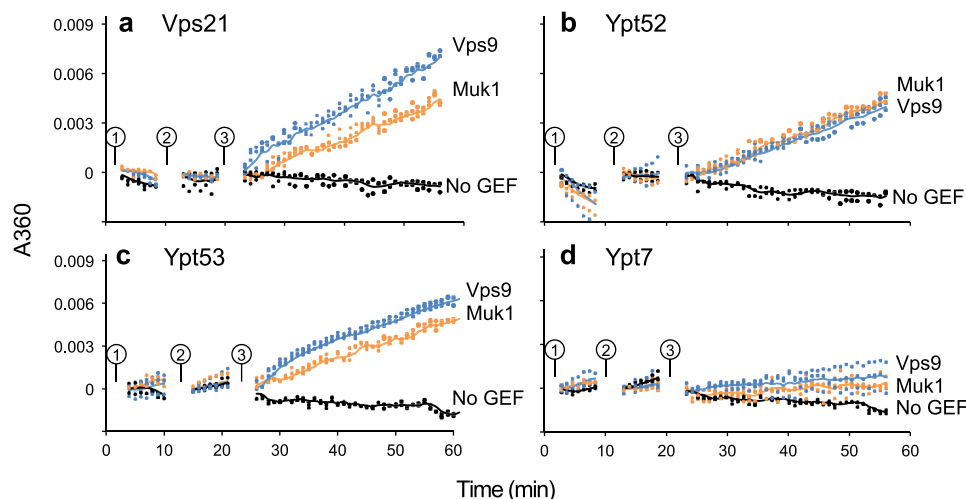 a Vps21
0.009
0.006
0.003
0
1
2
3
Vps9
Muk1
No GEF
b Ypt52
1
2
3
Muk1
Vps9
No GEF
A360
c Ypt53
0.009
0.006
0.003
0
1
2
3
Vps9
Muk1
No GEF
0 10 20 30 40 50 60
d Ypt7
1
2
3
Vps9
Muk1
No GEF
0 10 20 30 40 50 60
Time (min)